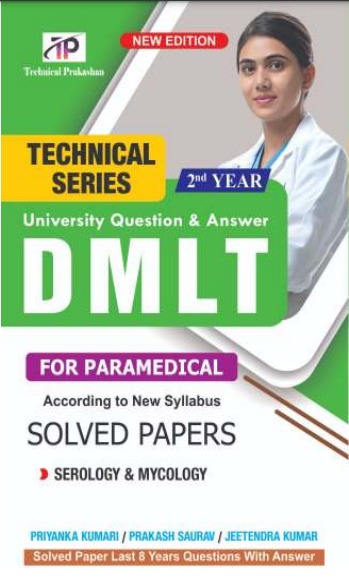 TP
Technical Prakashan
NEW EDITION
TECHNICAL
SERIES
2nd YEAR
University Question & Answer
DMLT
FOR PARAMEDICAL
According to New Syllabus
SOLVED PAPERS
SEROLOGY & MYCOLOGY
PRIYANKA KUMARI / PRAKASH SAURAV / JEETENDRA KUMAR
Solved Paper Last 8 Years Questions With Answer